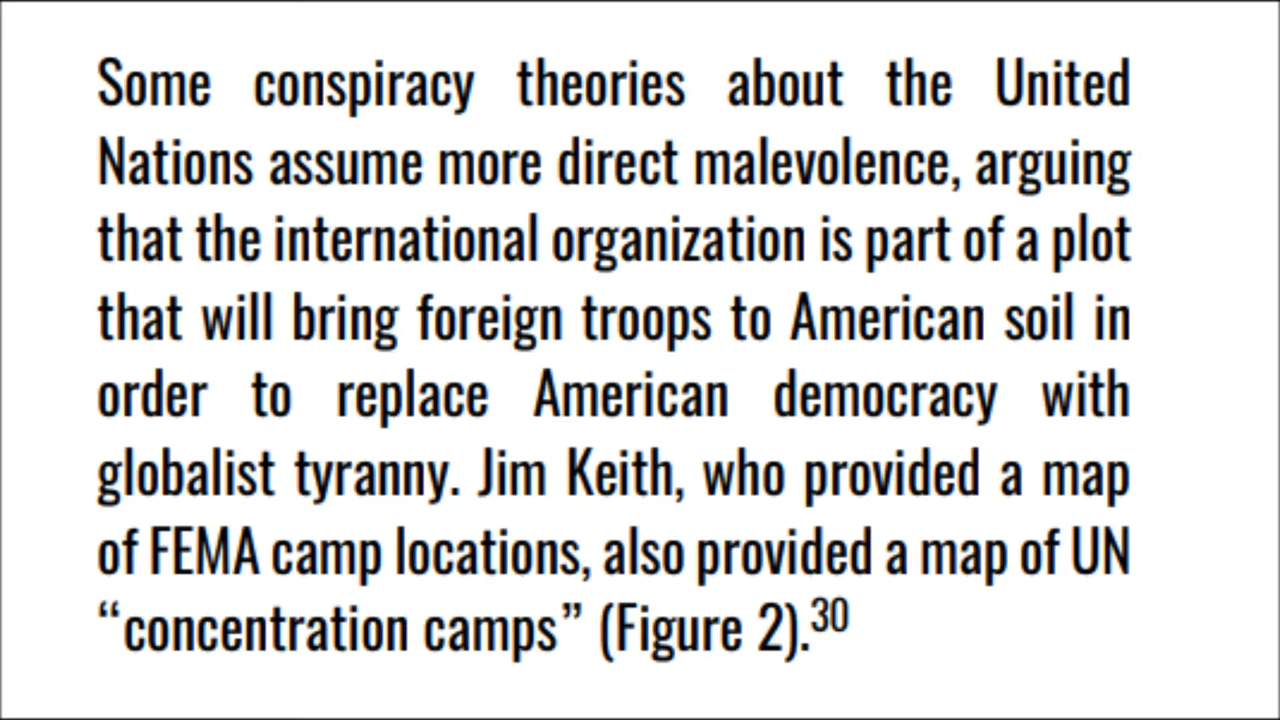 Some conspiracy theories about the United
Nations assume more direct malevolence, arguing
that the international organization is part of a plot
that will bring foreign troops to American soil in
order to replace American democracy with
globalist tyranny. Jim Keith, who provided a map
of FEMA camp locations, also provided a map of UN
“concentration camps” (Figure 2).30